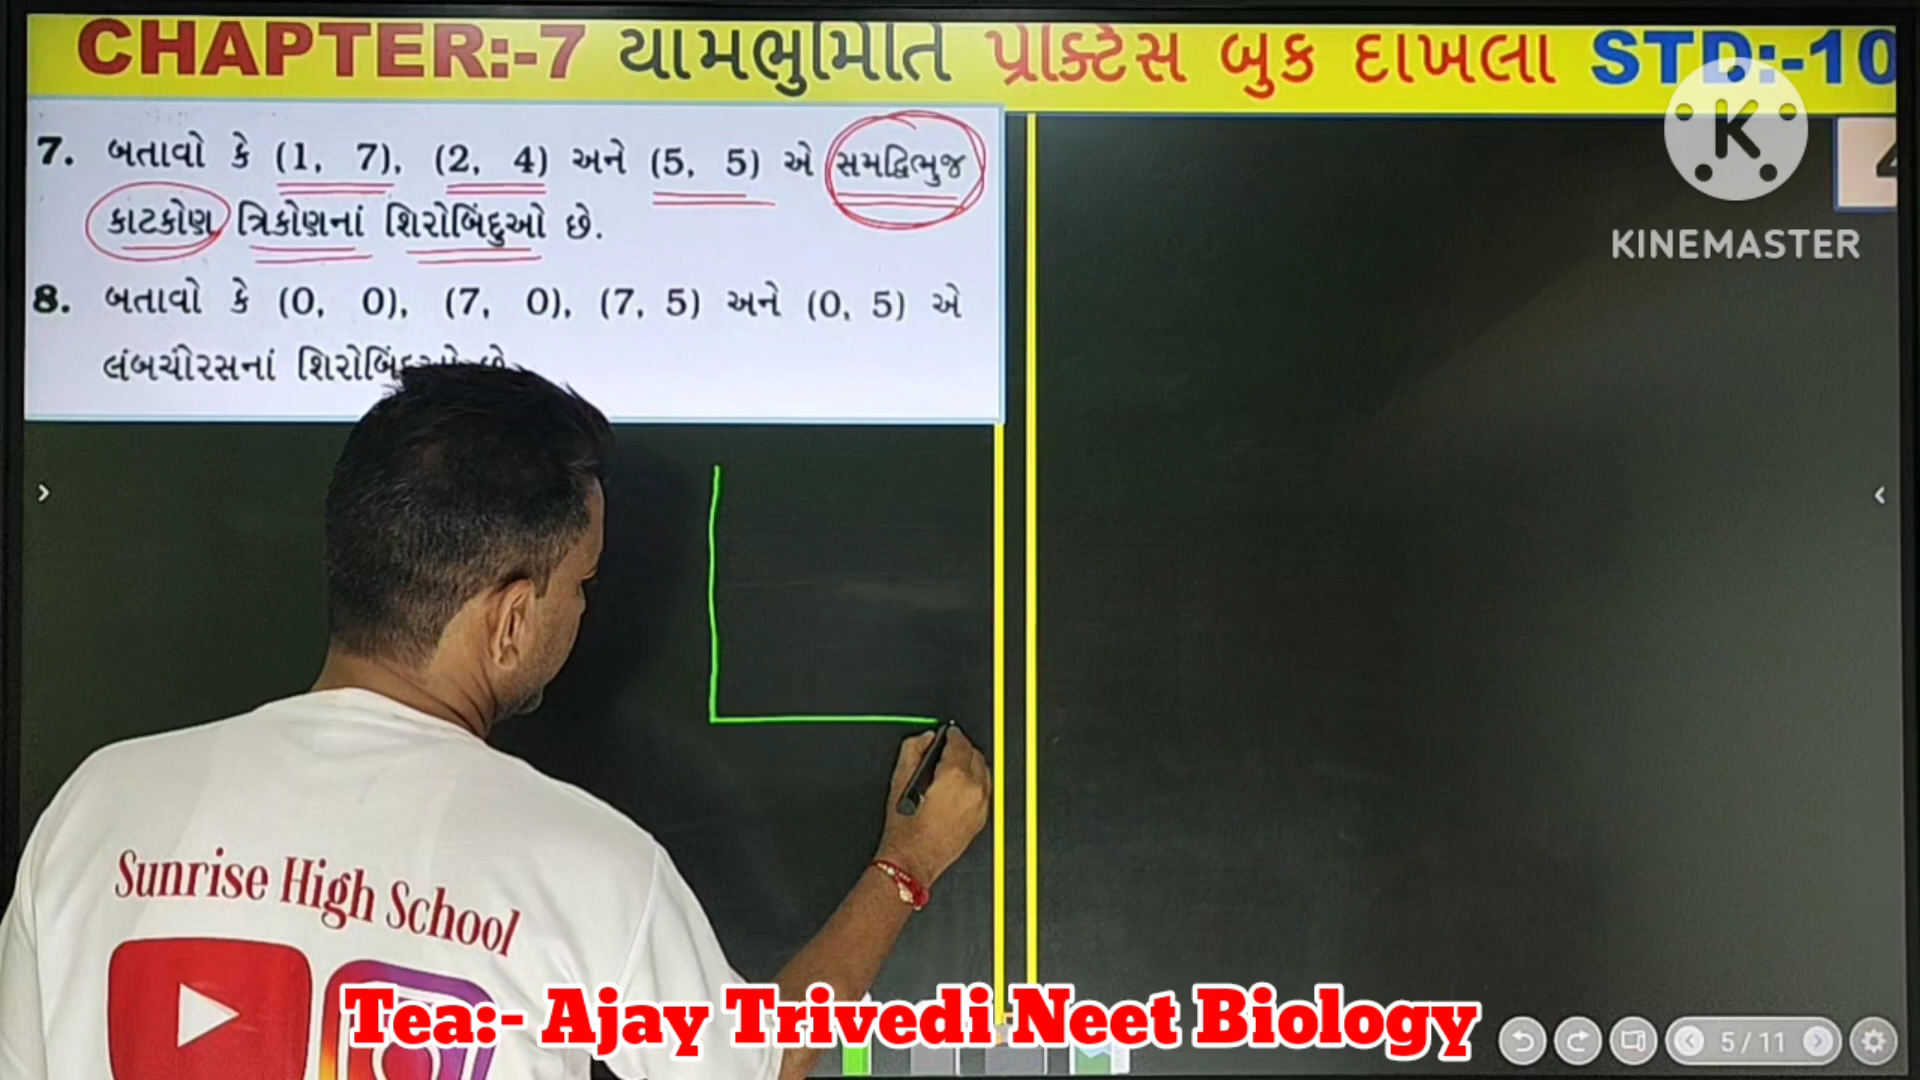 CHAPTER:-7 યામભુમિતિ પ્રેક્ટિસ બુક દાખલા STD:-10
K
KINEMASTER
7. બતાવો કે (1, 7), (2, 4) અને (5, 5) એ સમદ્વિભુજ
કાટકોણ ત્રિકોણનાં શિરોબિંદુઓ છે.
8. બતાવો કે (0, 0), (7, 0), (7, 5) અને (0, 5) એ
લંબચોરસનાં
Sunrise High School
Tea:- Ajay Trivedi Neet Biology
5/11